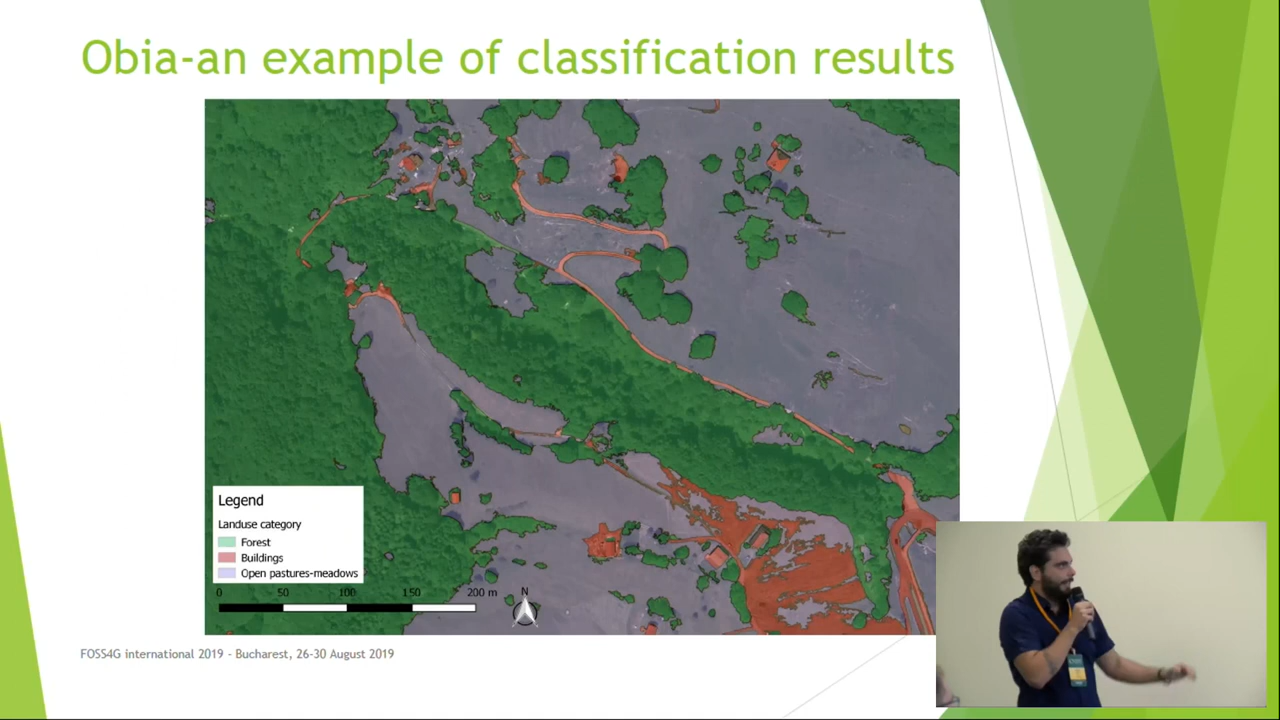 Obia-an example of classification results
Legend
Landuse category
Forest
Buildings
Open pastures-meadows
0 50 100 150 200 m
N
FOSS4G international 2019 - Bucharest, 26-30 August 2019